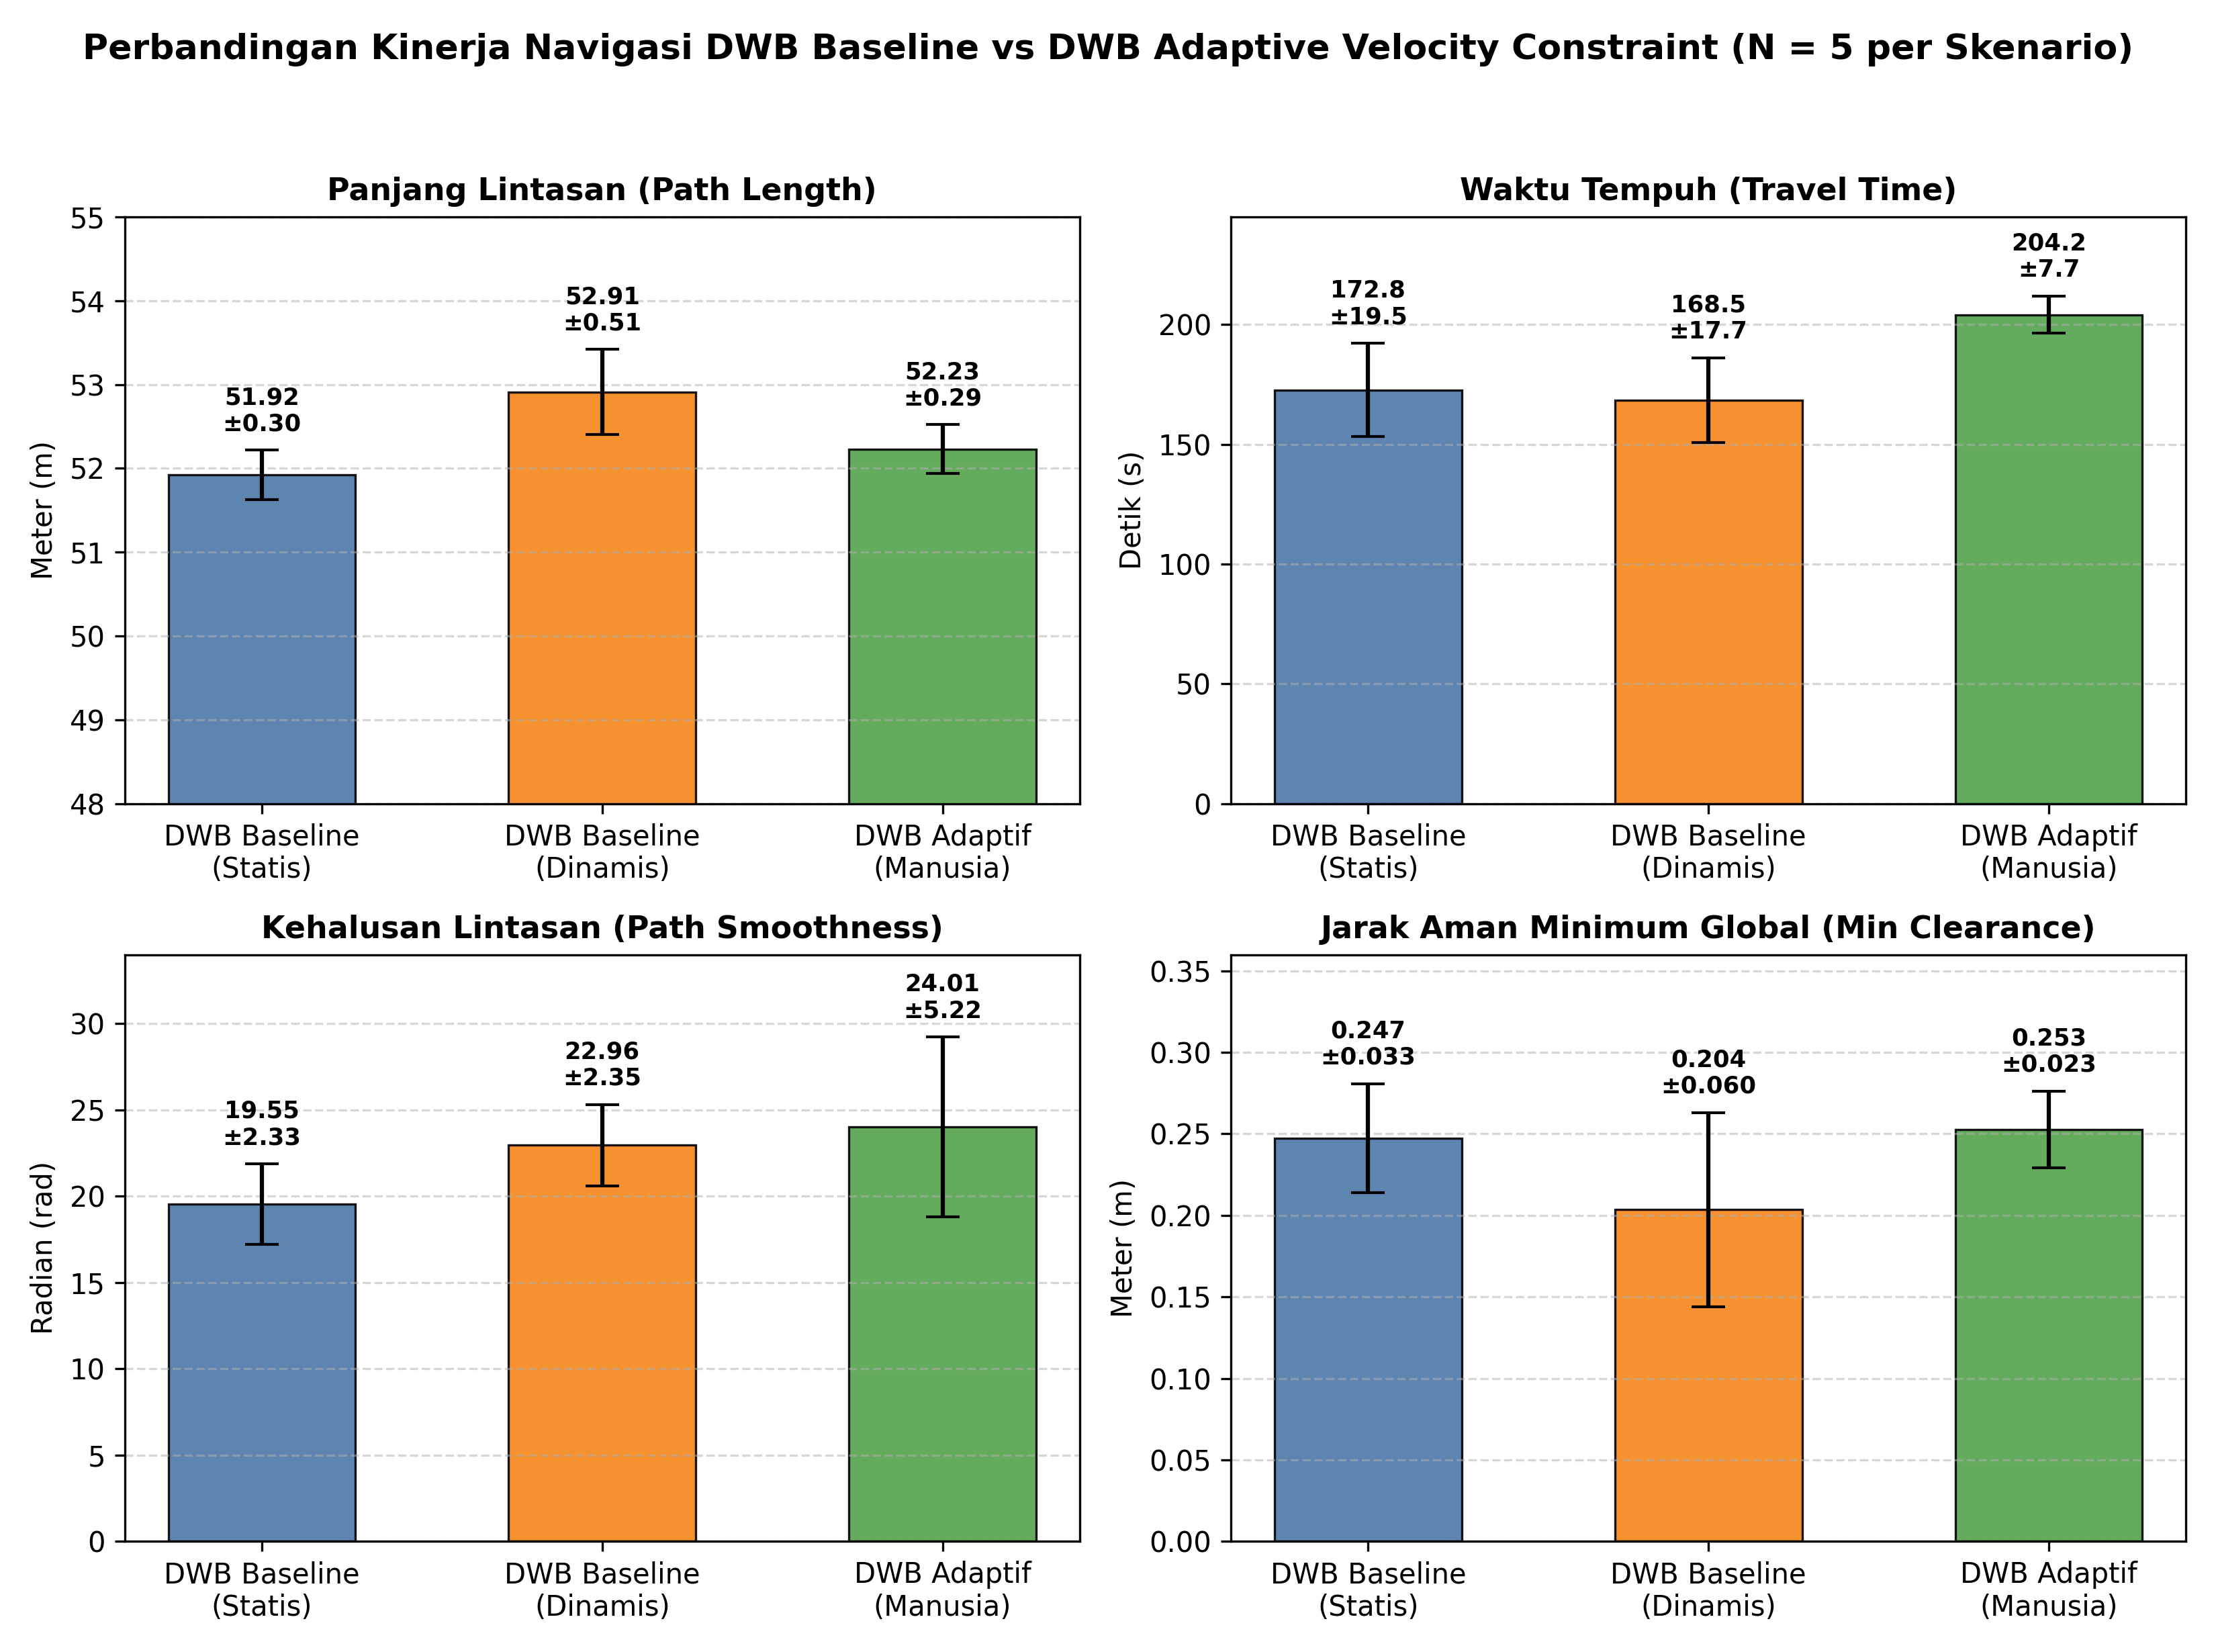 Perbandingan Kinerja Navigasi DWB Baseline vs DWB Adaptive Velocity Constraint (N = 5 per Skenario)
Panjang Lintasan (Path Length)
Meter (m)
55
54
53
52
51
50
49
48
51.92
±0.30
52.91
±0.51
52.23
±0.29
DWB Baseline
(Statis)
DWB Baseline
(Dinamis)
DWB Adaptif
(Manusia)
Waktu Tempuh (Travel Time)
Detik (s)
200
150
100
50
0
172.8
±19.5
168.5
±17.7
204.2
±7.7
DWB Baseline
(Statis)
DWB Baseline
(Dinamis)
DWB Adaptif
(Manusia)
Kehalusan Lintasan (Path Smoothness)
Radian (rad)
30
25
20
15
10
5
0
19.55
±2.33
22.96
±2.35
24.01
±5.22
DWB Baseline
(Statis)
DWB Baseline
(Dinamis)
DWB Adaptif
(Manusia)
Jarak Aman Minimum Global (Min Clearance)
Meter (m)
0.35
0.30
0.25
0.20
0.15
0.10
0.05
0.00
0.247
±0.033
0.204
±0.060
0.253
±0.023
DWB Baseline
(Statis)
DWB Baseline
(Dinamis)
DWB Adaptif
(Manusia)